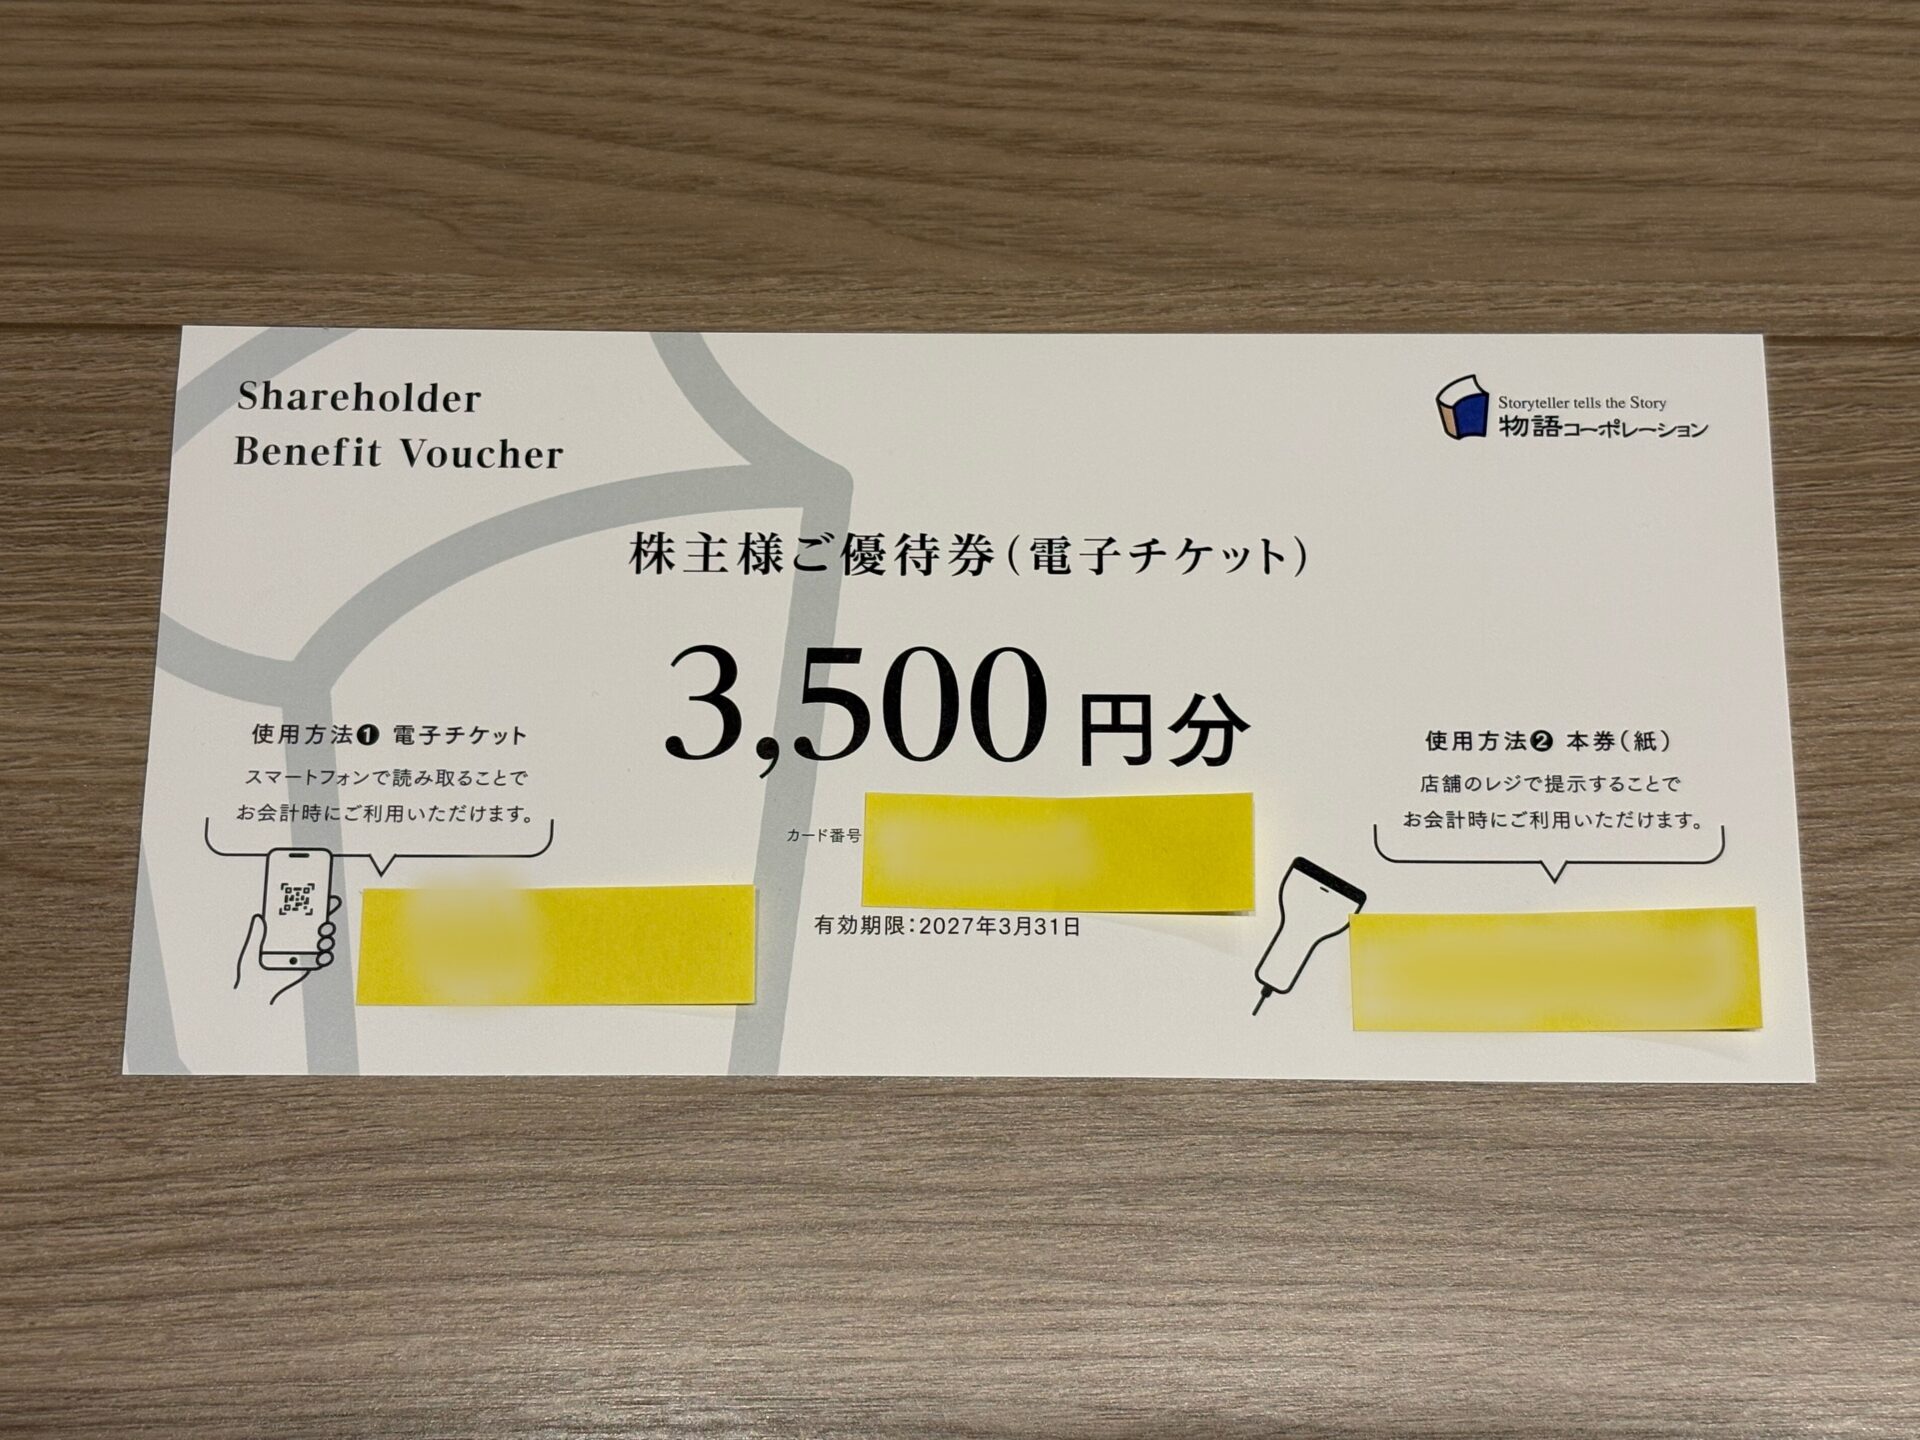 Shareholder
Benefit Voucher
Storyteller tells the Story
物語コーポレーション
株主様ご優待券（電子チケット）
3,500円分
使用方法❶ 電子チケット
スマートフォンで読み取ることで
お会計時にご利用いただけます。
カード番号
有効期限：2027年3月31日
使用方法❷ 本券（紙）
店舗のレジで提示することで
お会計時にご利用いただけます。